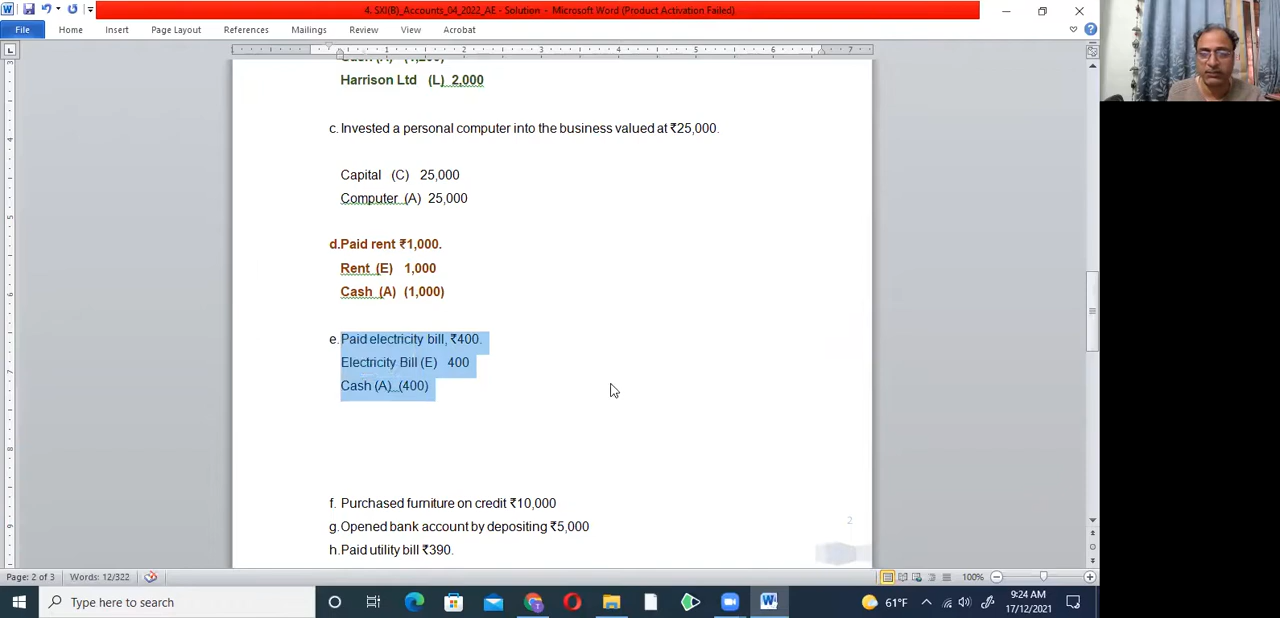 4. SXI(B)_Accounts_04_2022_AE - Solution - Microsoft Word (Product Activation Failed)
File Home Insert Page Layout References Mailings Review View Acrobat
Harrison Ltd (L) 2,000
c. Invested a personal computer into the business valued at ₹25,000.
Capital (C) 25,000
Computer (A) 25,000
d.Paid rent ₹1,000.
Rent (E) 1,000
Cash (A) (1,000)
e.Paid electricity bill, ₹400.
Electricity Bill (E) 400
Cash (A) (400)
f. Purchased furniture on credit ₹10,000
g.Opened bank account by depositing ₹5,000
2
h.Paid utility bill ₹390.
Page: 2 of 3 Words: 12/322 100%
Type here to search 61°F 9:24 AM
17/12/2021